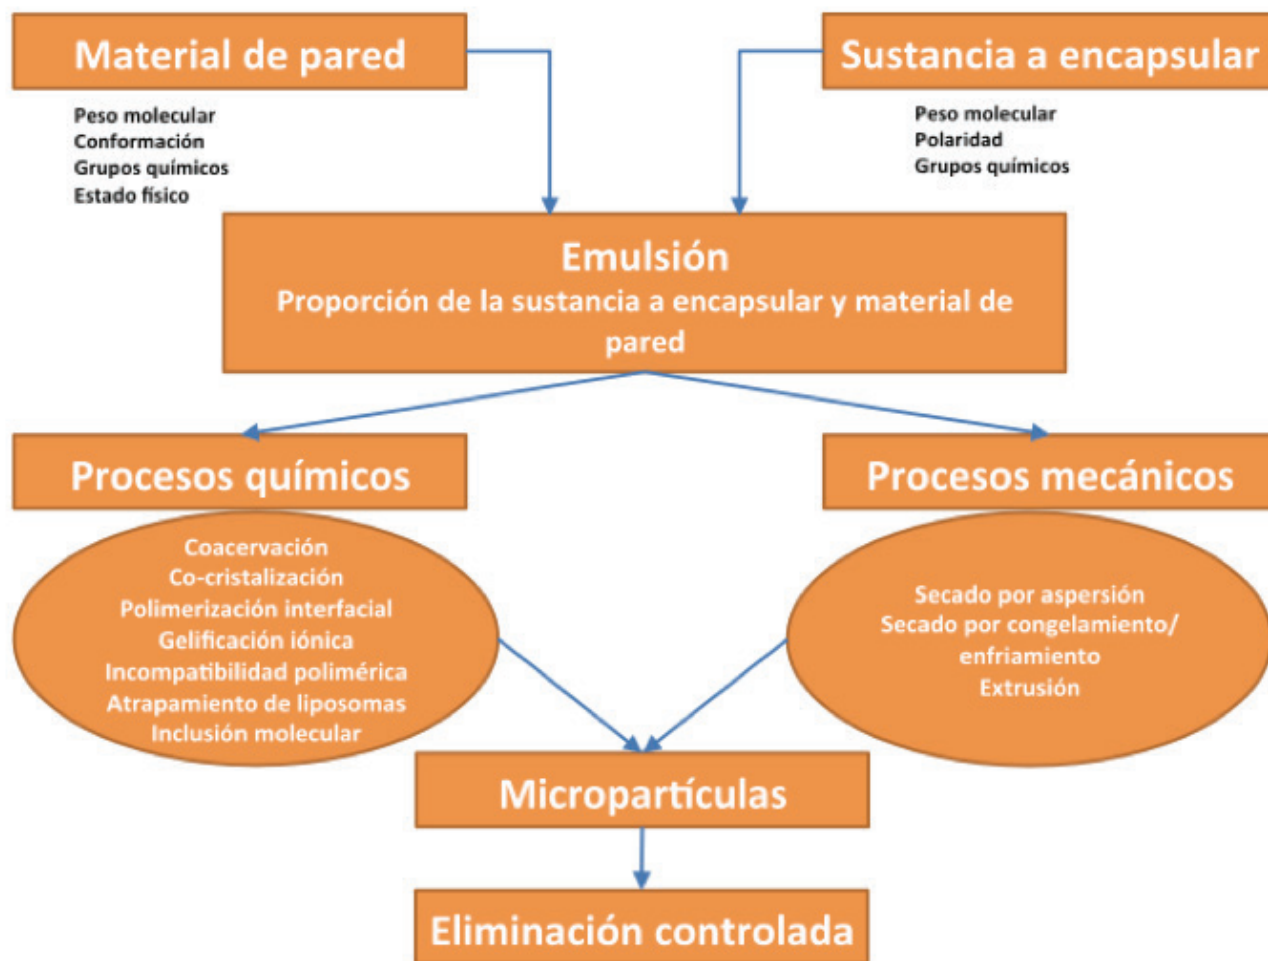 Material de pared
Sustancia a encapsular
Peso molecular
Conformación
Grupos químicos
Estado físico
Peso molecular
Polaridad
Grupos químicos
Emulsión
Proporción de la sustancia a encapsular y material de
pared
Procesos químicos
Procesos mecánicos
Coacervación
Co-cristalización
Polimerización interfacial
Gelificación iónica
Incompatibilidad polimérica
Atrapamiento de liposomas
Inclusión molecular
Secado por aspersión
Secado por congelamiento/
enfriamiento
Extrusión
Micropartículas
Eliminación controlada